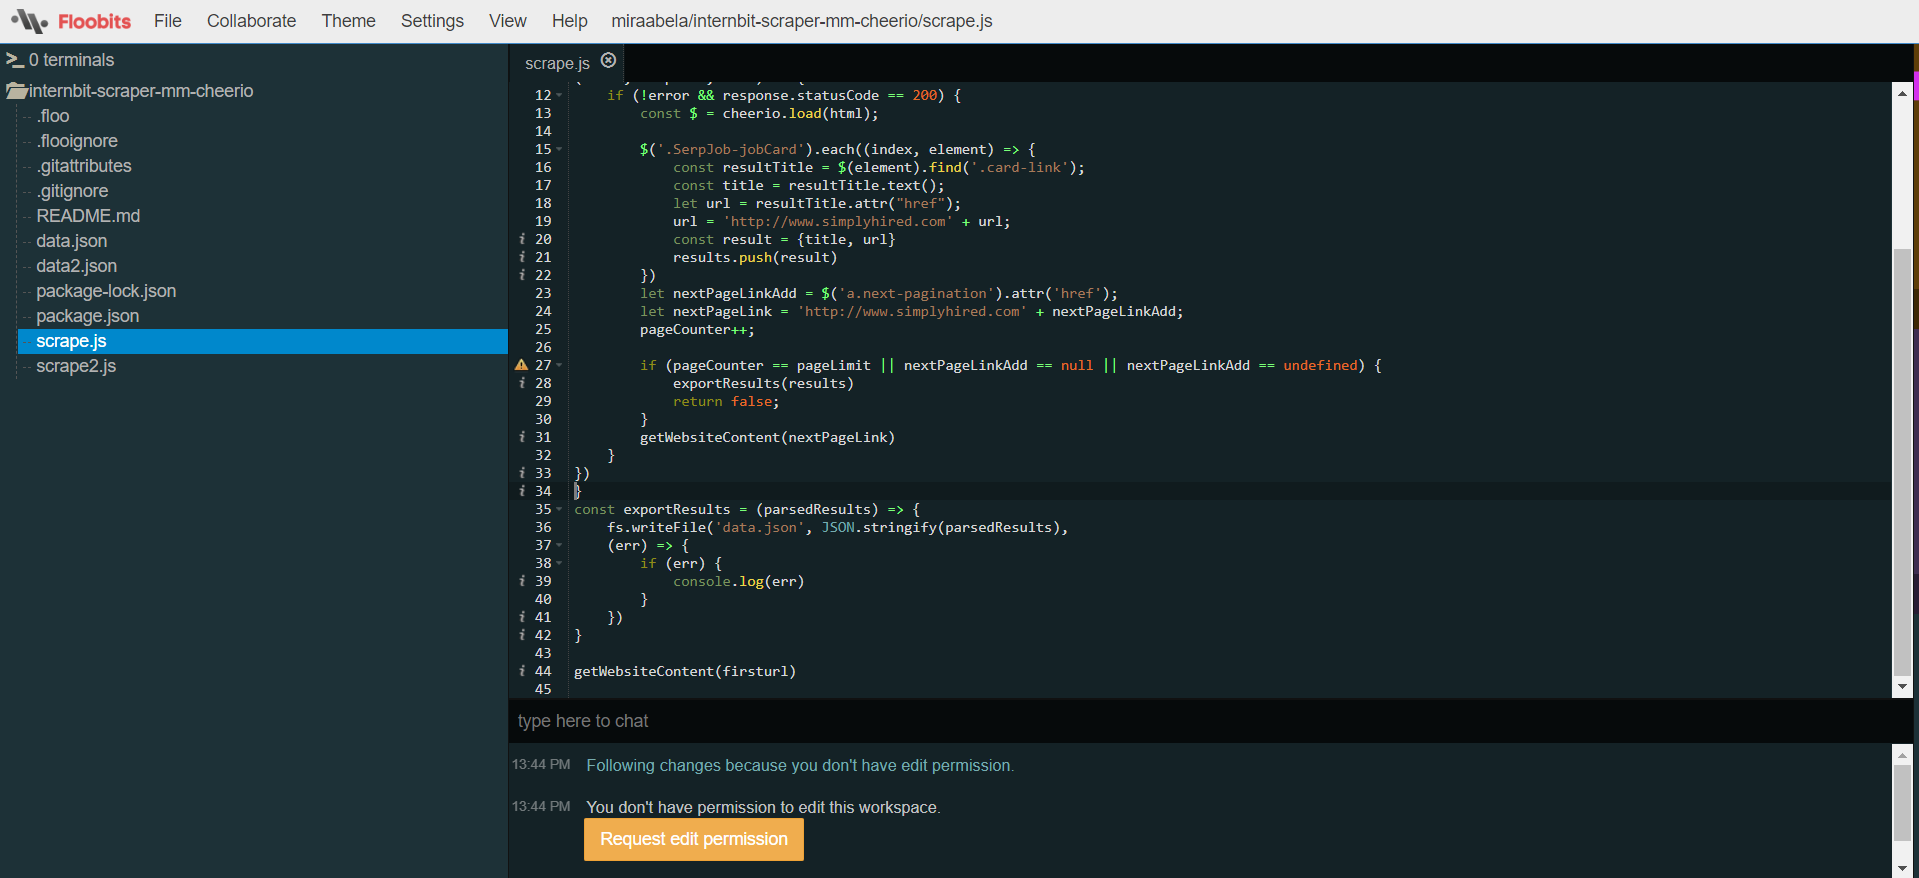 Floobits File Collaborate Theme Settings View Help miraabela/internbit-scraper-mm-cheerio/scrape.js
0 terminals
internbit-scraper-mm-cheerio
.floo
.flooignore
.gitattributes
.gitignore
README.md
data.json
data2.json
package-lock.json
package.json
scrape.js
scrape2.js
scrape.js
12 if (!error && response.statusCode == 200) {
13 const $ = cheerio.load(html);
14
15 $('.SerpJob-jobCard').each((index, element) => {
16 const resultTitle = $(element).find('.card-link');
17 const title = resultTitle.text();
18 let url = resultTitle.attr("href");
19 url = 'http://www.simplyhired.com' + url;
20 const result = {title, url}
21 results.push(result)
22 })
23 let nextPageLinkAdd = $('a.next-pagination').attr('href');
24 let nextPageLink = 'http://www.simplyhired.com' + nextPageLinkAdd;
25 pageCounter++;
26
27 if (pageCounter == pageLimit || nextPageLinkAdd == null || nextPageLinkAdd == undefined) {
28 exportResults(results)
29 return false;
30 }
31 getWebsiteContent(nextPageLink)
32 }
33 })
34 }
35 const exportResults = (parsedResults) => {
36 fs.writeFile('data.json', JSON.stringify(parsedResults),
37 (err) => {
38 if (err) {
39 console.log(err)
40 }
41 })
42 }
43
44 getWebsiteContent(firsturl)
45
type here to chat
13:44 PM Following changes because you don't have edit permission.
13:44 PM You don't have permission to edit this workspace.
Request edit permission